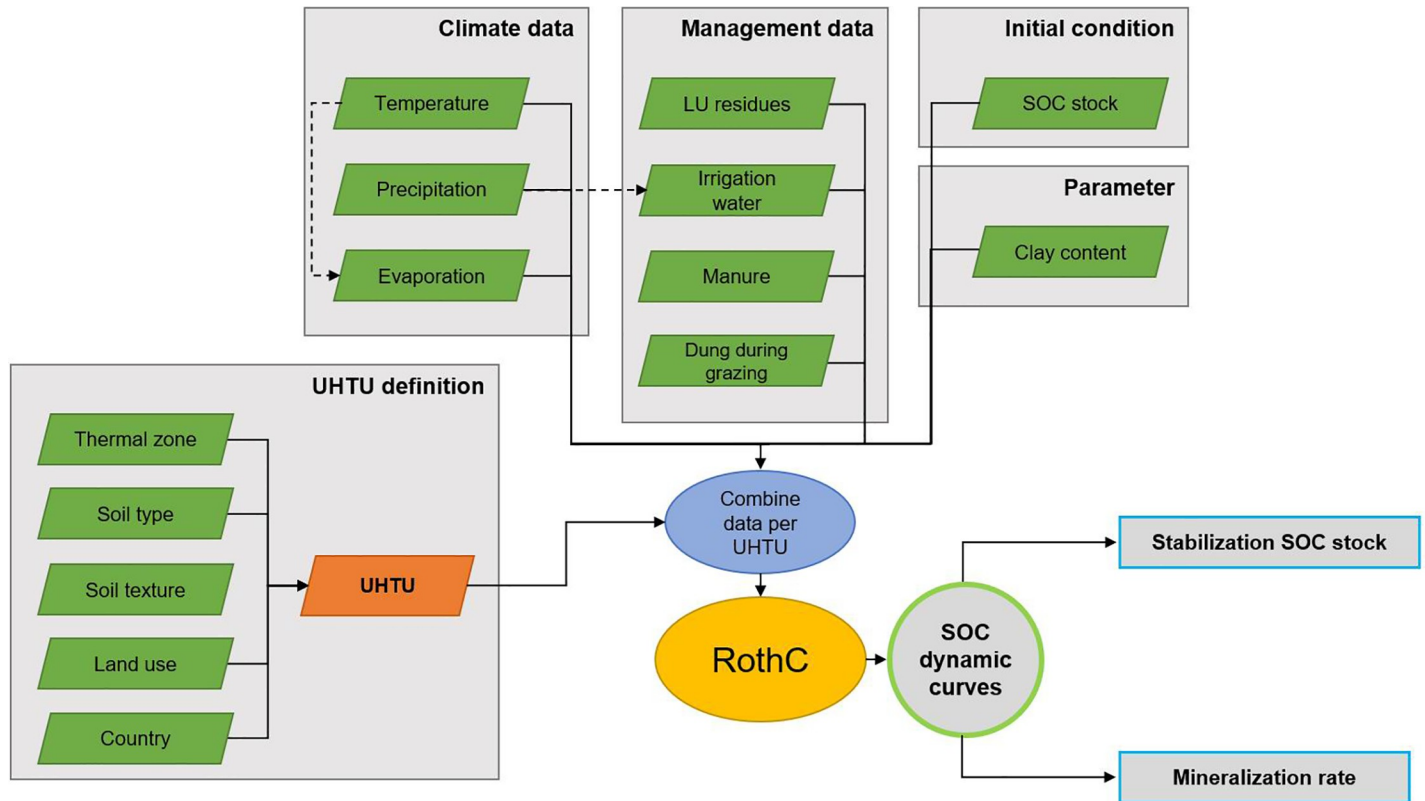 Climate data
Temperature
Precipitation
Evaporation
Management data
LU residues
Irrigation
water
Manure
Dung during
grazing
Initial condition
SOC stock
Parameter
Clay content
UHTU definition
Thermal zone
Soil type
Soil texture
Land use
Country
UHTU
Combine
data per
UHTU
RothC
SOC
dynamic
curves
Stabilization SOC stock
Mineralization rate